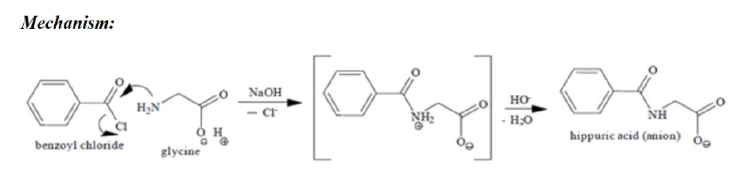 Mechanism:
O
Cl
benzoyl chloride
H₂N
O
O H
⊖ ⊕
glycine
NaOH
— Cl⁻
O
NH₂
⊕
O
O⊖
HO⁻
- H₂O
O
NH
O
O⊖
hippuric acid (anion)